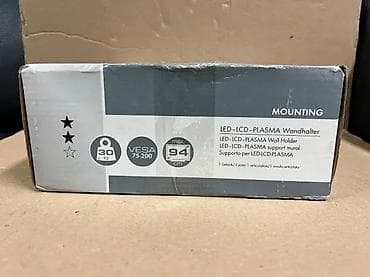 MOUNTING
LED-LCD-PLASMA Wandhalter
LED-LCD-PLASMA Wall Holder
LED-LCD-PLASMA support mural
Supporto per LED-LCD-PLASMA
30
KG
VESA
75-200
max.
94
cm